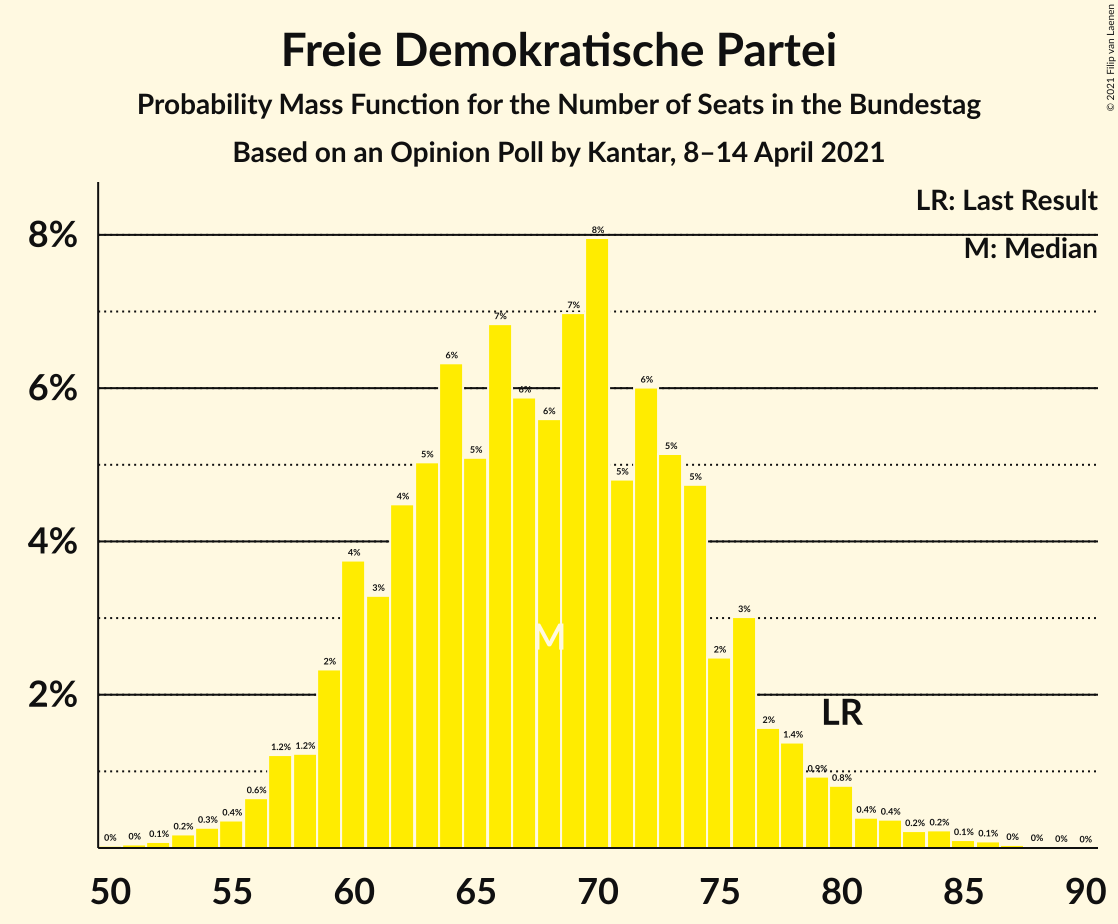 © 2021 Filip van Laenen
Freie Demokratische Partei
Probability Mass Function for the Number of Seats in the Bundestag
Based on an Opinion Poll by Kantar, 8–14 April 2021
LR: Last Result
M: Median
8%
6%
4%
2%
0% 0% 0.1% 0.2% 0.3% 0.4% 0.6% 1.2% 1.2% 2% 4% 3% 4% 5% 6% 5% 7% 6% 6% 7% 8% 5% 6% 5% 5% 2% 3% 2% 1.4% 0.9% 0.8% 0.4% 0.4% 0.2% 0.2% 0.1% 0.1% 0% 0% 0% 0%
M
LR
50 55 60 65 70 75 80 85 90